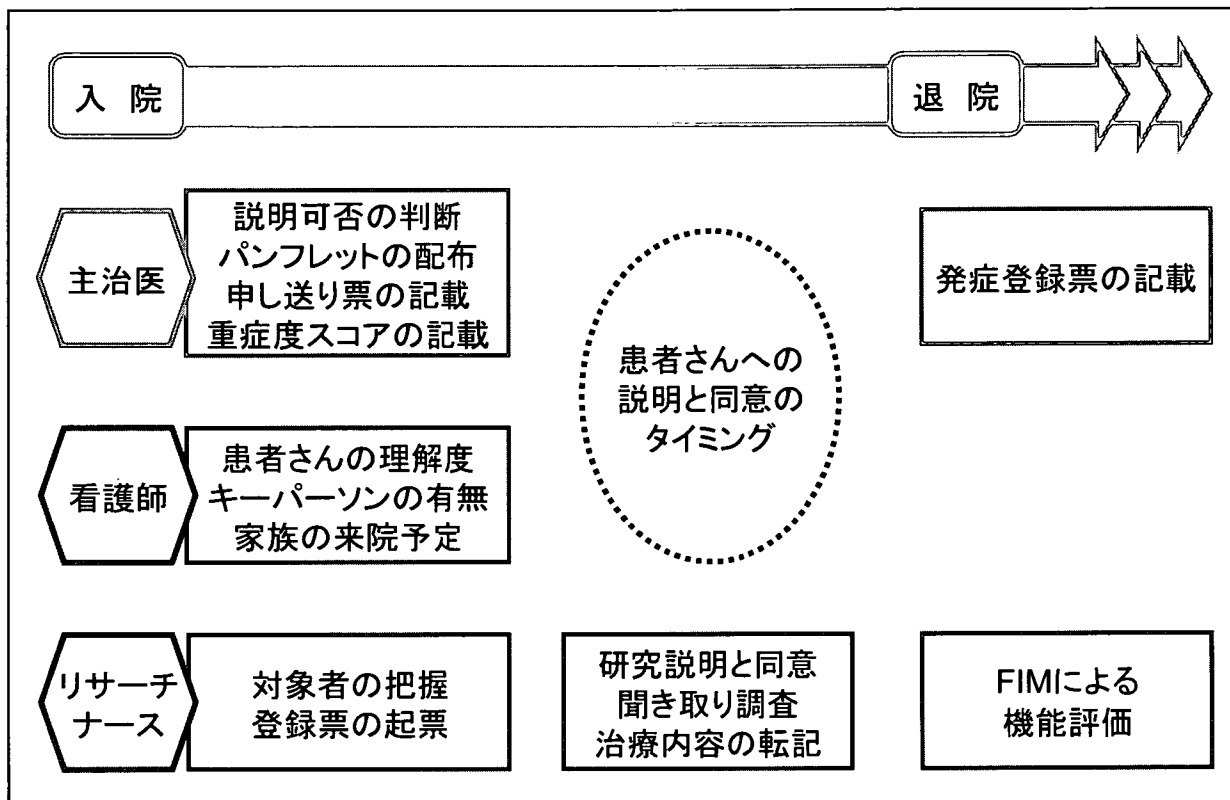 入院
退院
主治医
説明可否の判断
パンフレットの配布
申し送り票の記載
重症度スコアの記載
患者さんへの
説明と同意の
タイミング
発症登録票の記載
看護師
患者さんの理解度
キーパーソンの有無
家族の来院予定
リサーチ
ナース
対象者の把握
登録票の起票
研究説明と同意
聞き取り調査
治療内容の転記
FIMによる
機能評価